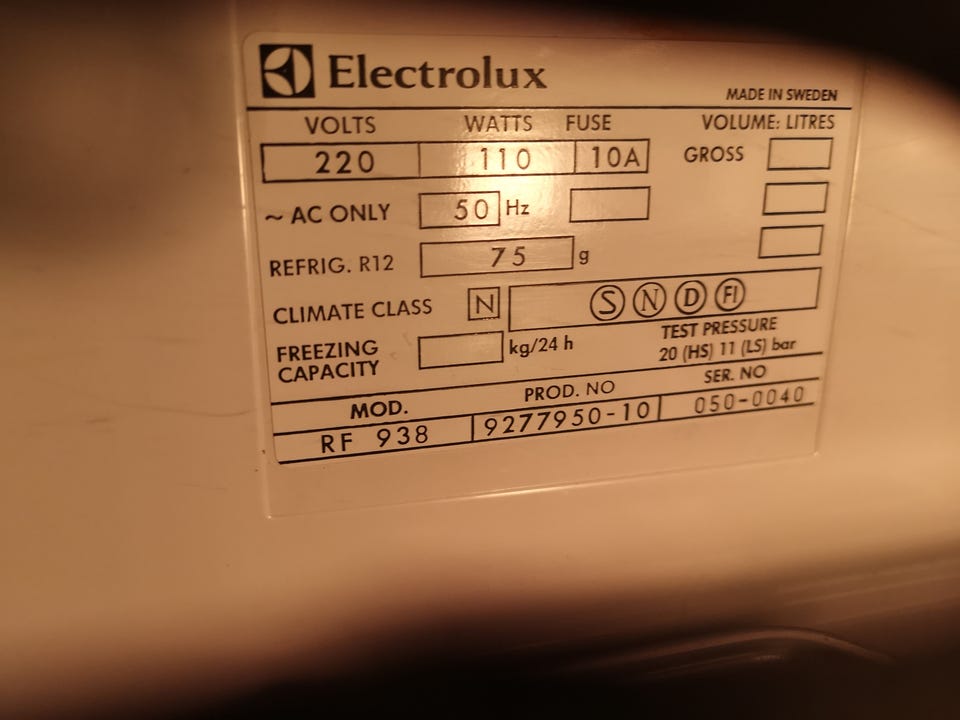 Electrolux
MADE IN SWEDEN
VOLTS WATTS FUSE VOLUME: LITRES
220 110 10A GROSS
~ AC ONLY 50 Hz
REFRIG. R12 75 g
CLIMATE CLASS N S N D FI
FREEZING CAPACITY kg/24 h
TEST PRESSURE
20 (HS) 11 (LS) bar
MOD. PROD. NO SER. NO
RF 938 9277950-10 050-0040